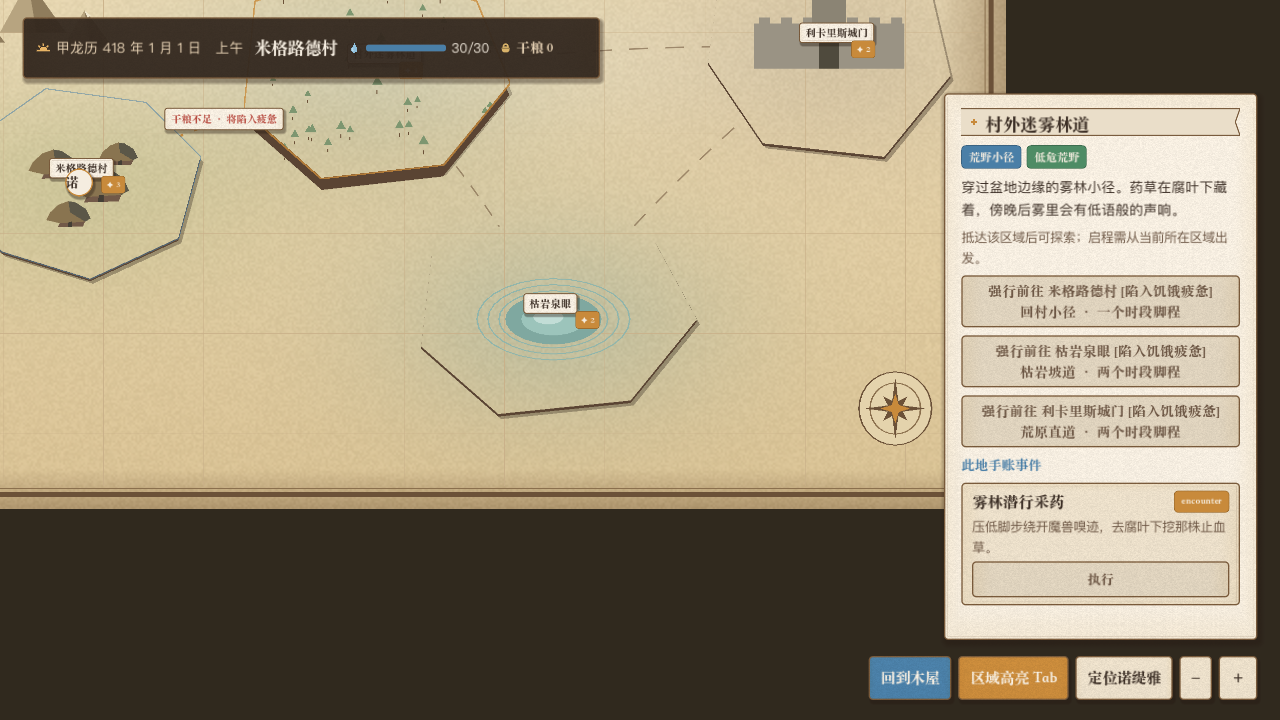 甲龙历 418 年 1 月 1 日 上午 米格路德村 30/30 干粮 0
利卡里斯城门
✦ 2
干粮不足 · 将陷入疲惫
米格路德村
诺
✦ 3
枯岩泉眼
✦ 2
村外迷雾林道
荒野小径 低危荒野
穿过盆地边缘的雾林小径。药草在腐叶下藏
着，傍晚后雾里会有低语般的声响。
抵达该区域后可探索；启程需从当前所在区域出
发。
强行前往 米格路德村 [陷入饥饿疲惫]
回村小径 · 一个时段脚程
强行前往 枯岩泉眼 [陷入饥饿疲惫]
枯岩坡道 · 两个时段脚程
强行前往 利卡里斯城门 [陷入饥饿疲惫]
荒原直道 · 两个时段脚程
此地手账事件
雾林潜行采药 encounter
压低脚步绕开魔兽嗅迹，去腐叶下挖那株止血
草。
执行
回到木屋 区域高亮 Tab 定位诺缇雅 − +